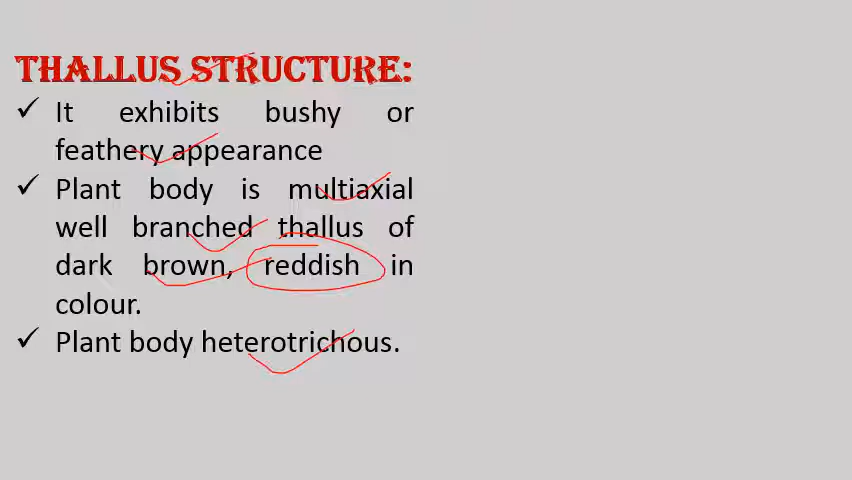 THALLUS STRUCTURE:
✓ It exhibits bushy or
feathery appearance
✓ Plant body is multiaxial
well branched thallus of
dark brown, reddish in
colour.
✓ Plant body heterotrichous.